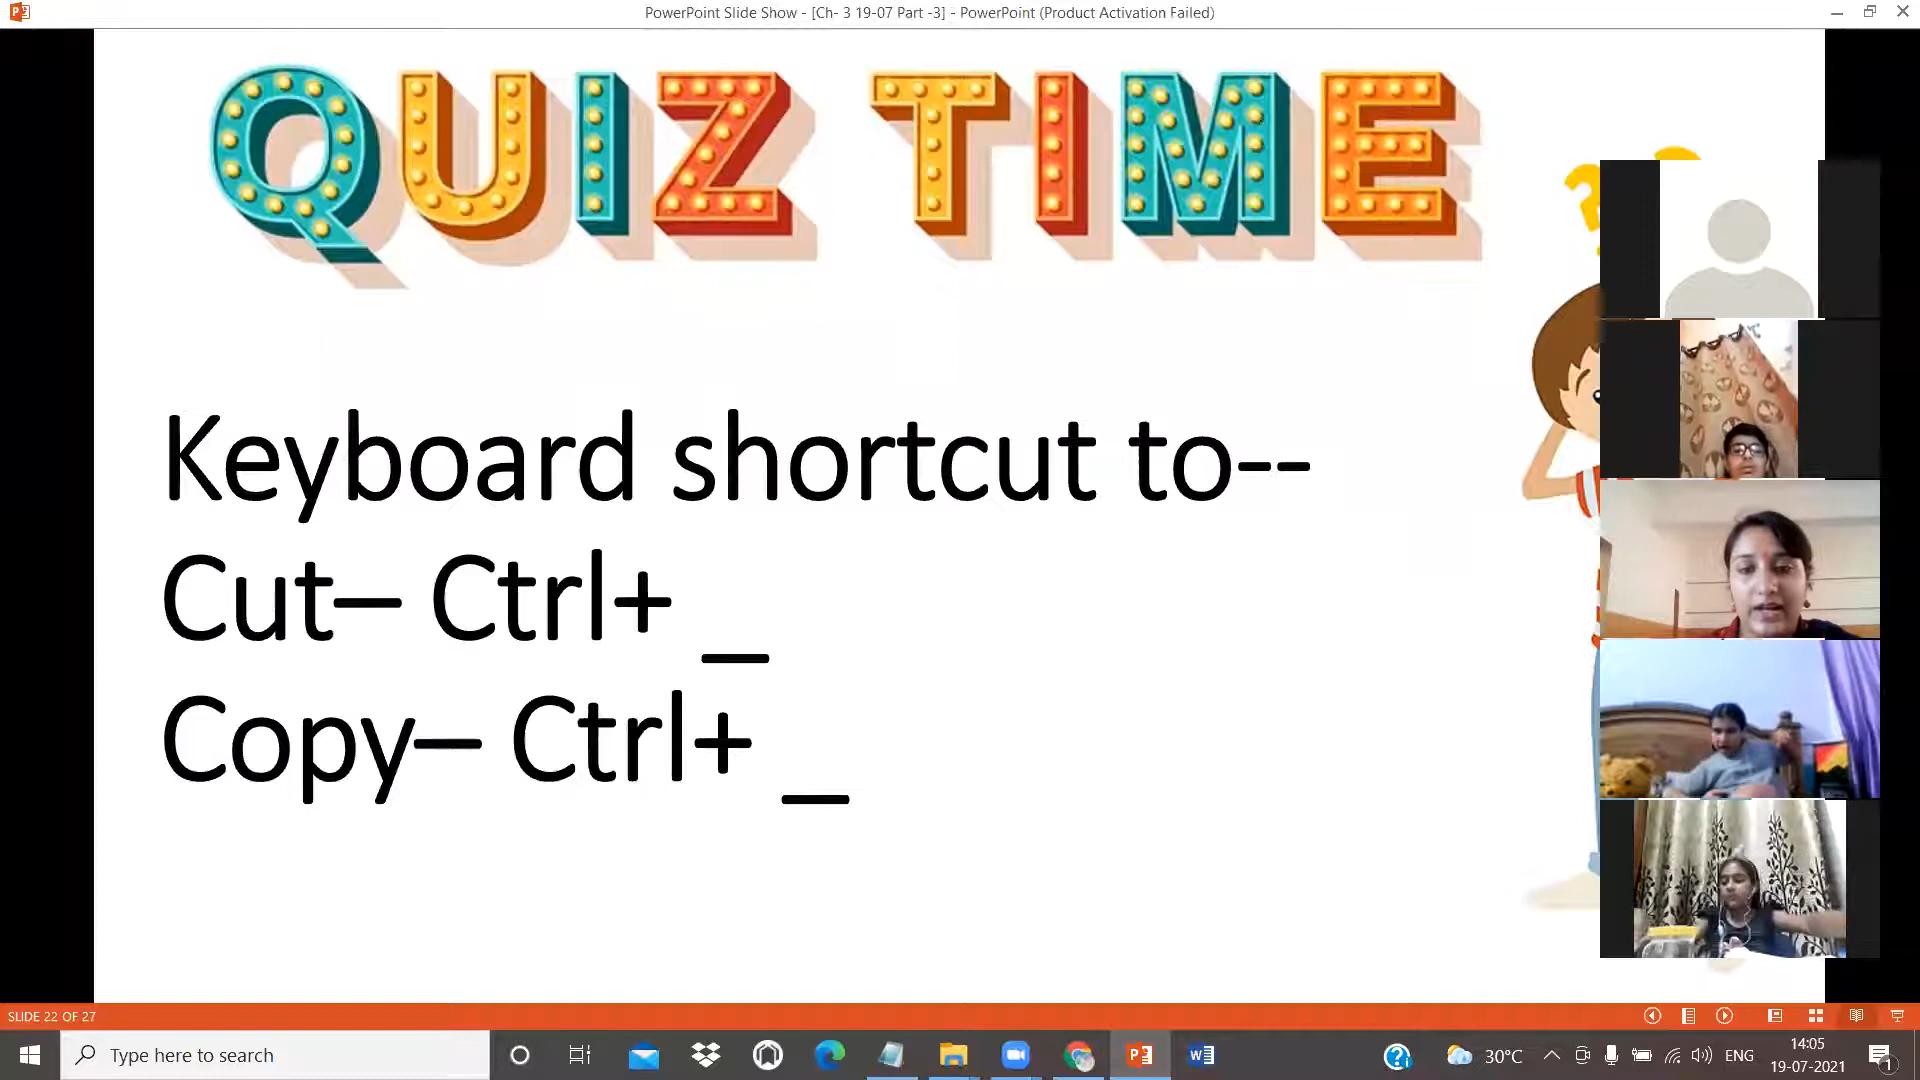 PowerPoint Slide Show - [Ch- 3 19-07 Part -3] - PowerPoint (Product Activation Failed)
QUIZ TIME
Keyboard shortcut to--
Cut– Ctrl+ _
Copy– Ctrl+ _
SLIDE 22 OF 27
Type here to search
30°C
ENG
14:05
19-07-2021
1